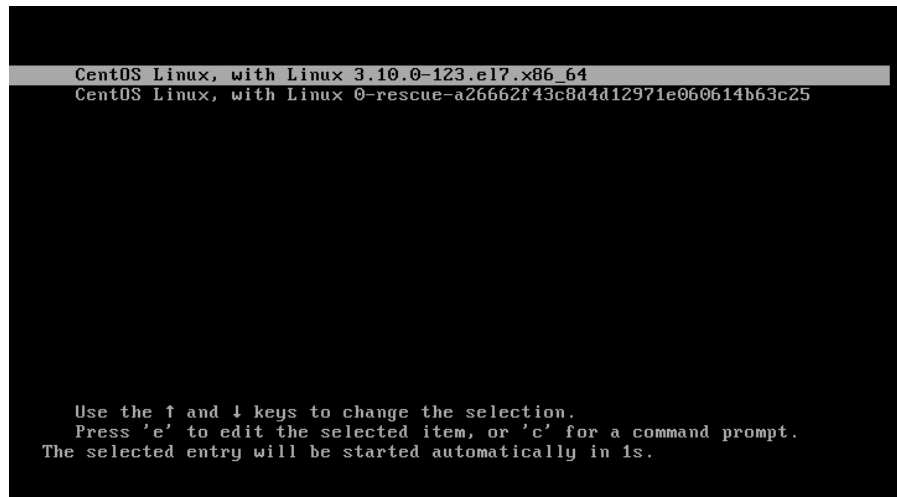 CentOS Linux, with Linux 3.10.0-123.el7.x86_64
CentOS Linux, with Linux 0-rescue-a26662f43c8d4d12971e060614b63c25
Use the ↑ and ↓ keys to change the selection.
Press 'e' to edit the selected item, or 'c' for a command prompt.
The selected entry will be started automatically in 1s.